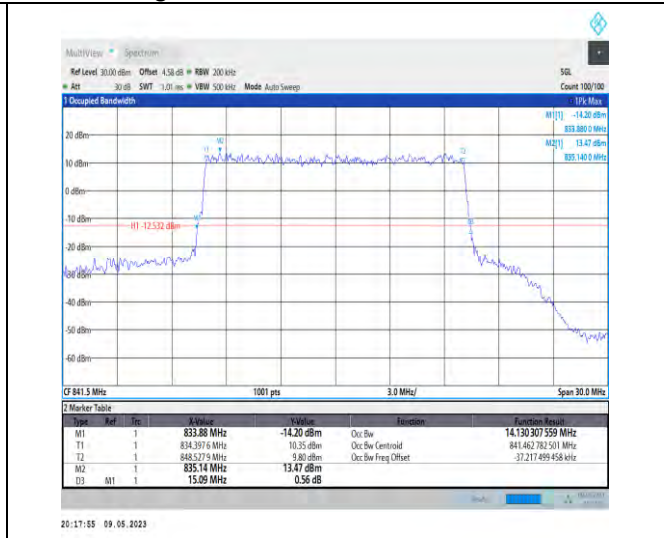 MultiView Spectrum
Ref Level 30.00 dBm Offset 4.58 dB RBW 200 kHz SGL
Att 30 dB SWT 1.01 ms VBW 500 kHz Mode Auto Sweep Count 100/100
1 Occupied Bandwidth 1Pk Max
M1[1] -14.20 dBm
833.880 0 MHz
M2[1] 13.47 dBm
835.140 0 MHz
20 dBm
M2
T1
T2
10 dBm
0 dBm
-10 dBm
H1 -12.532 dBm
-20 dBm
-30 dBm
-40 dBm
-50 dBm
-60 dBm
CF 841.5 MHz 1001 pts 3.0 MHz/ Span 30.0 MHz
2 Marker Table
Type Ref Trc X-Value Y-Value Function Function Result
M1 1 833.88 MHz -14.20 dBm Occ Bw 14.130 307 559 MHz
T1 1 834.397 6 MHz 10.35 dBm Occ Bw Centroid 841.462 782 501 MHz
T2 1 848.527 9 MHz 9.80 dBm Occ Bw Freq Offset -37.217 499 458 kHz
M2 1 835.14 MHz 13.47 dBm
D3 M1 1 15.09 MHz 0.56 dB
20:17:55 09.05.2023